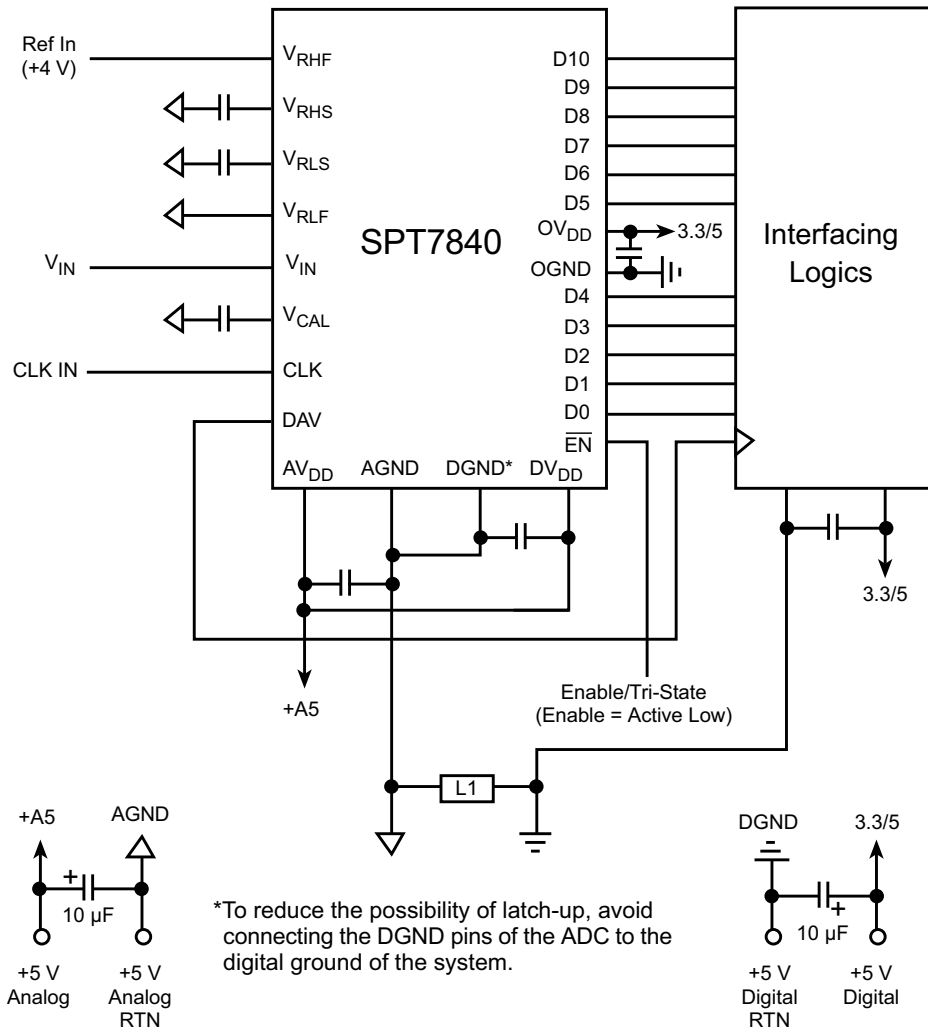 Ref In
(+4 V)
VRHF
VRHS
VRLS
VRLF
VIN
VIN
VCAL
CLK IN
CLK
DAV
SPT7840
D10
D9
D8
D7
D6
D5
OVDD
3.3/5
OGND
D4
D3
D2
D1
D0
EN
AVDD
AGND
DGND*
DVDD
Interfacing
Logics
3.3/5
+A5
Enable/Tri-State
(Enable = Active Low)
L1
+A5
AGND
+
10 µF
+5 V
Analog
+5 V
Analog
RTN
*To reduce the possibility of latch-up, avoid
connecting the DGND pins of the ADC to the
digital ground of the system.
DGND
3.3/5
+
10 µF
+5 V
Digital
RTN
+5 V
Digital